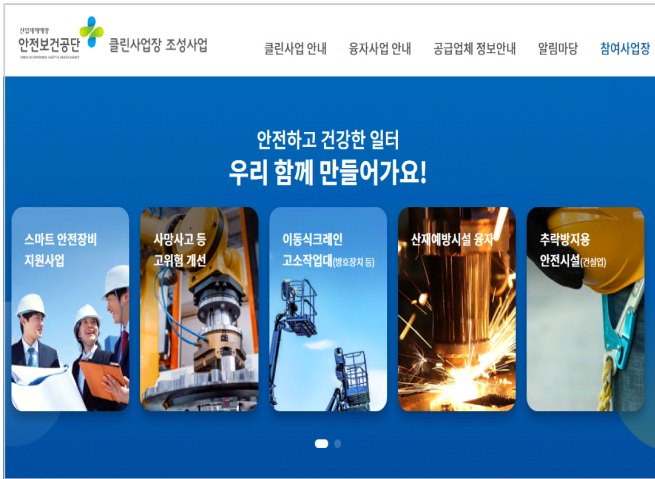 산업재해예방
안전보건공단
클린사업장 조성사업
클린사업 안내
융자사업 안내
공급업체 정보안내
알림마당
참여사업장
안전하고 건강한 일터
우리 함께 만들어가요!
스마트 안전장비
지원사업
사망사고 등
고위험 개선
이동식크레인
고소작업대(방호장치 등)
산재예방시설 융자
추락방지용
안전시설(건설업)